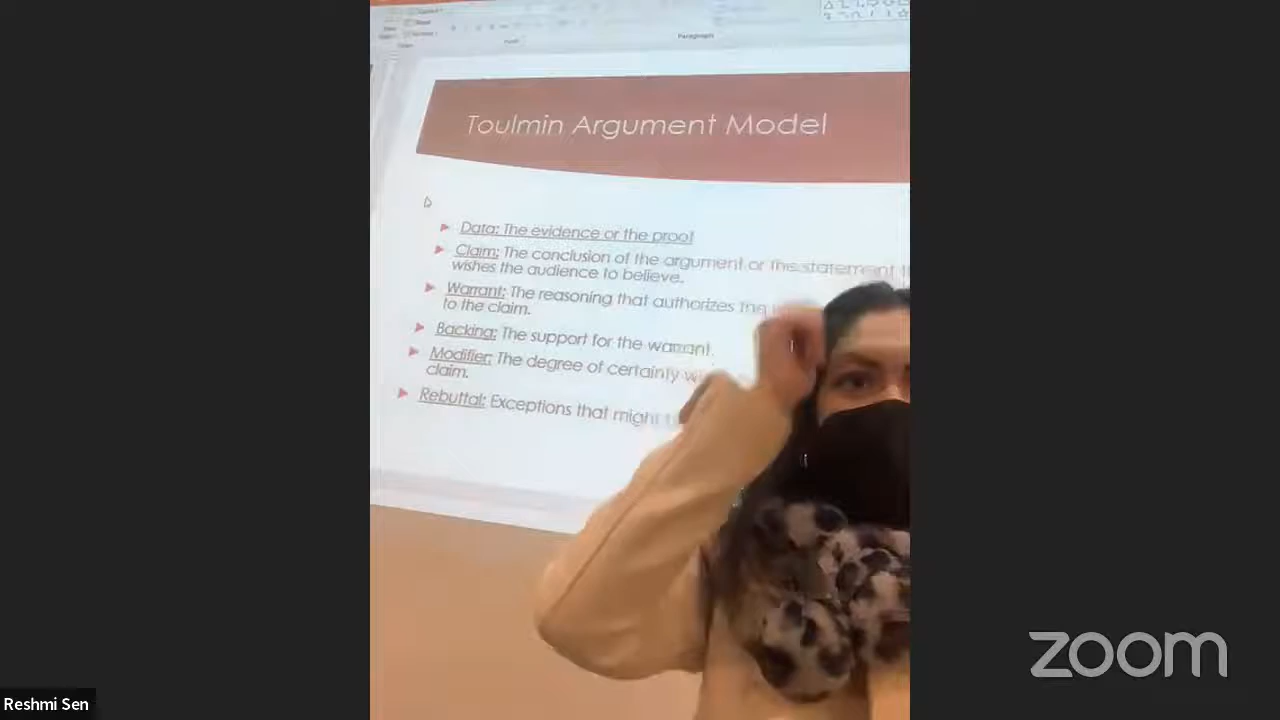 Paragraph
Toulmin Argument Model
Data: The evidence or the proof
Claim: The conclusion of the argument or the statement
wishes the audience to believe.
Warrant: The reasoning that authorizes the
to the claim.
Backing: The support for the warrant.
Modifier: The degree of certainty
claim.
Rebuttal: Exceptions that might
zoom
Reshmi Sen